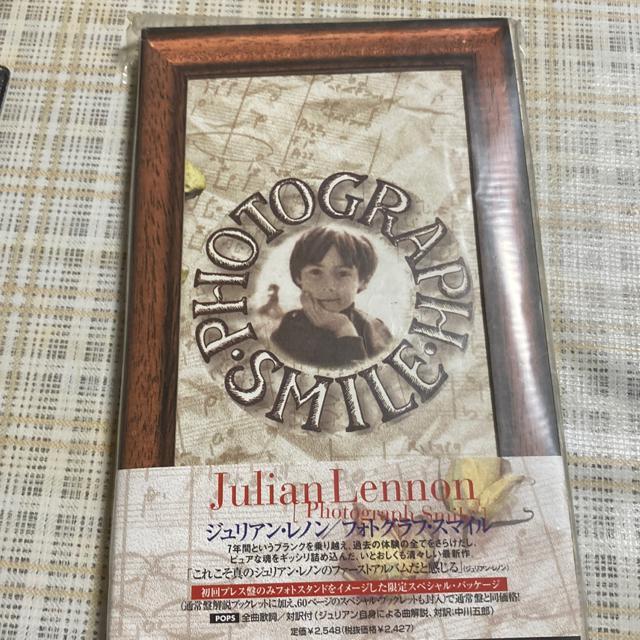 PHOTOGRAPH
SMILE
Julian Lennon
Photograph Smile
ジュリアン・レノン／フォトグラフ・スマイル
7年間というブランクを乗り越え、過去の体験の全てをさらけだし、
ピュアな魂をギッシリ詰め込んだ、いとおしくも清々しい最新作。
「これこそ真のジュリアン・レノンのファーストアルバムだと感じる」(ジュリアン・レノン)
初回プレス盤のみフォトスタンドをイメージした限定スペシャル・パッケージ
(通常盤解説ブックレットに加え、60ページのスペシャル・ブックレットも封入)で通常盤と同価格!
POPS 全曲歌詞／対訳付(ジュリアン自身による曲解説、対訳:中川五郎)
定価¥2,548(税抜価格¥2,427)